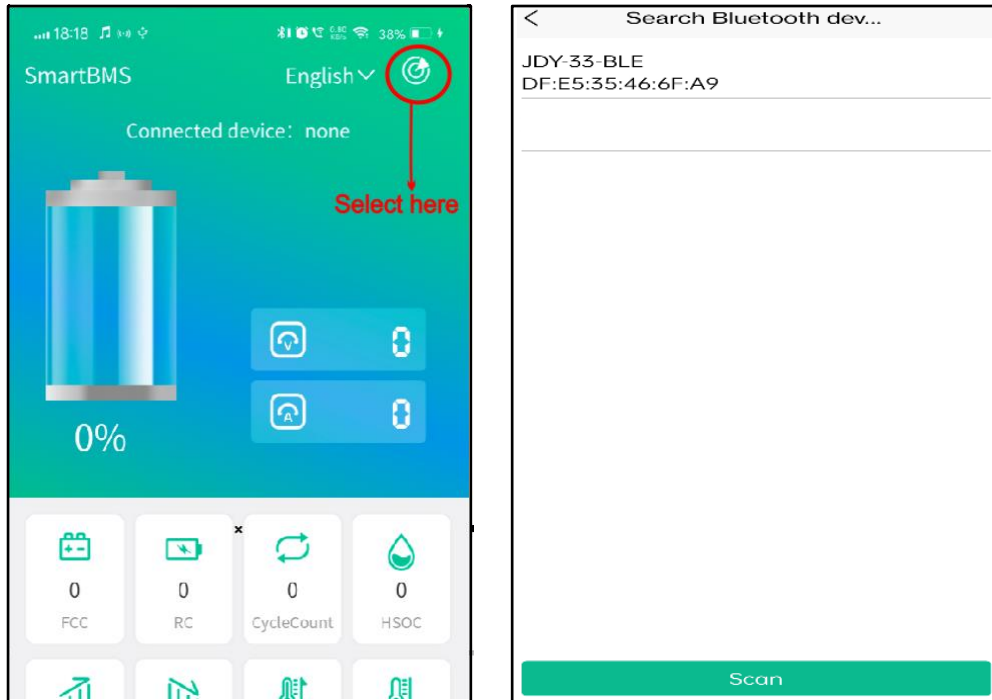 18:18
38%
SmartBMS
English
Connected device: none
Select here
V
0
A
0
0%
0
FCC
0
RC
0
CycleCount
0
HSOC
Search Bluetooth dev...
JDY-33-BLE
DF:E5:35:46:6F:A9
Scan